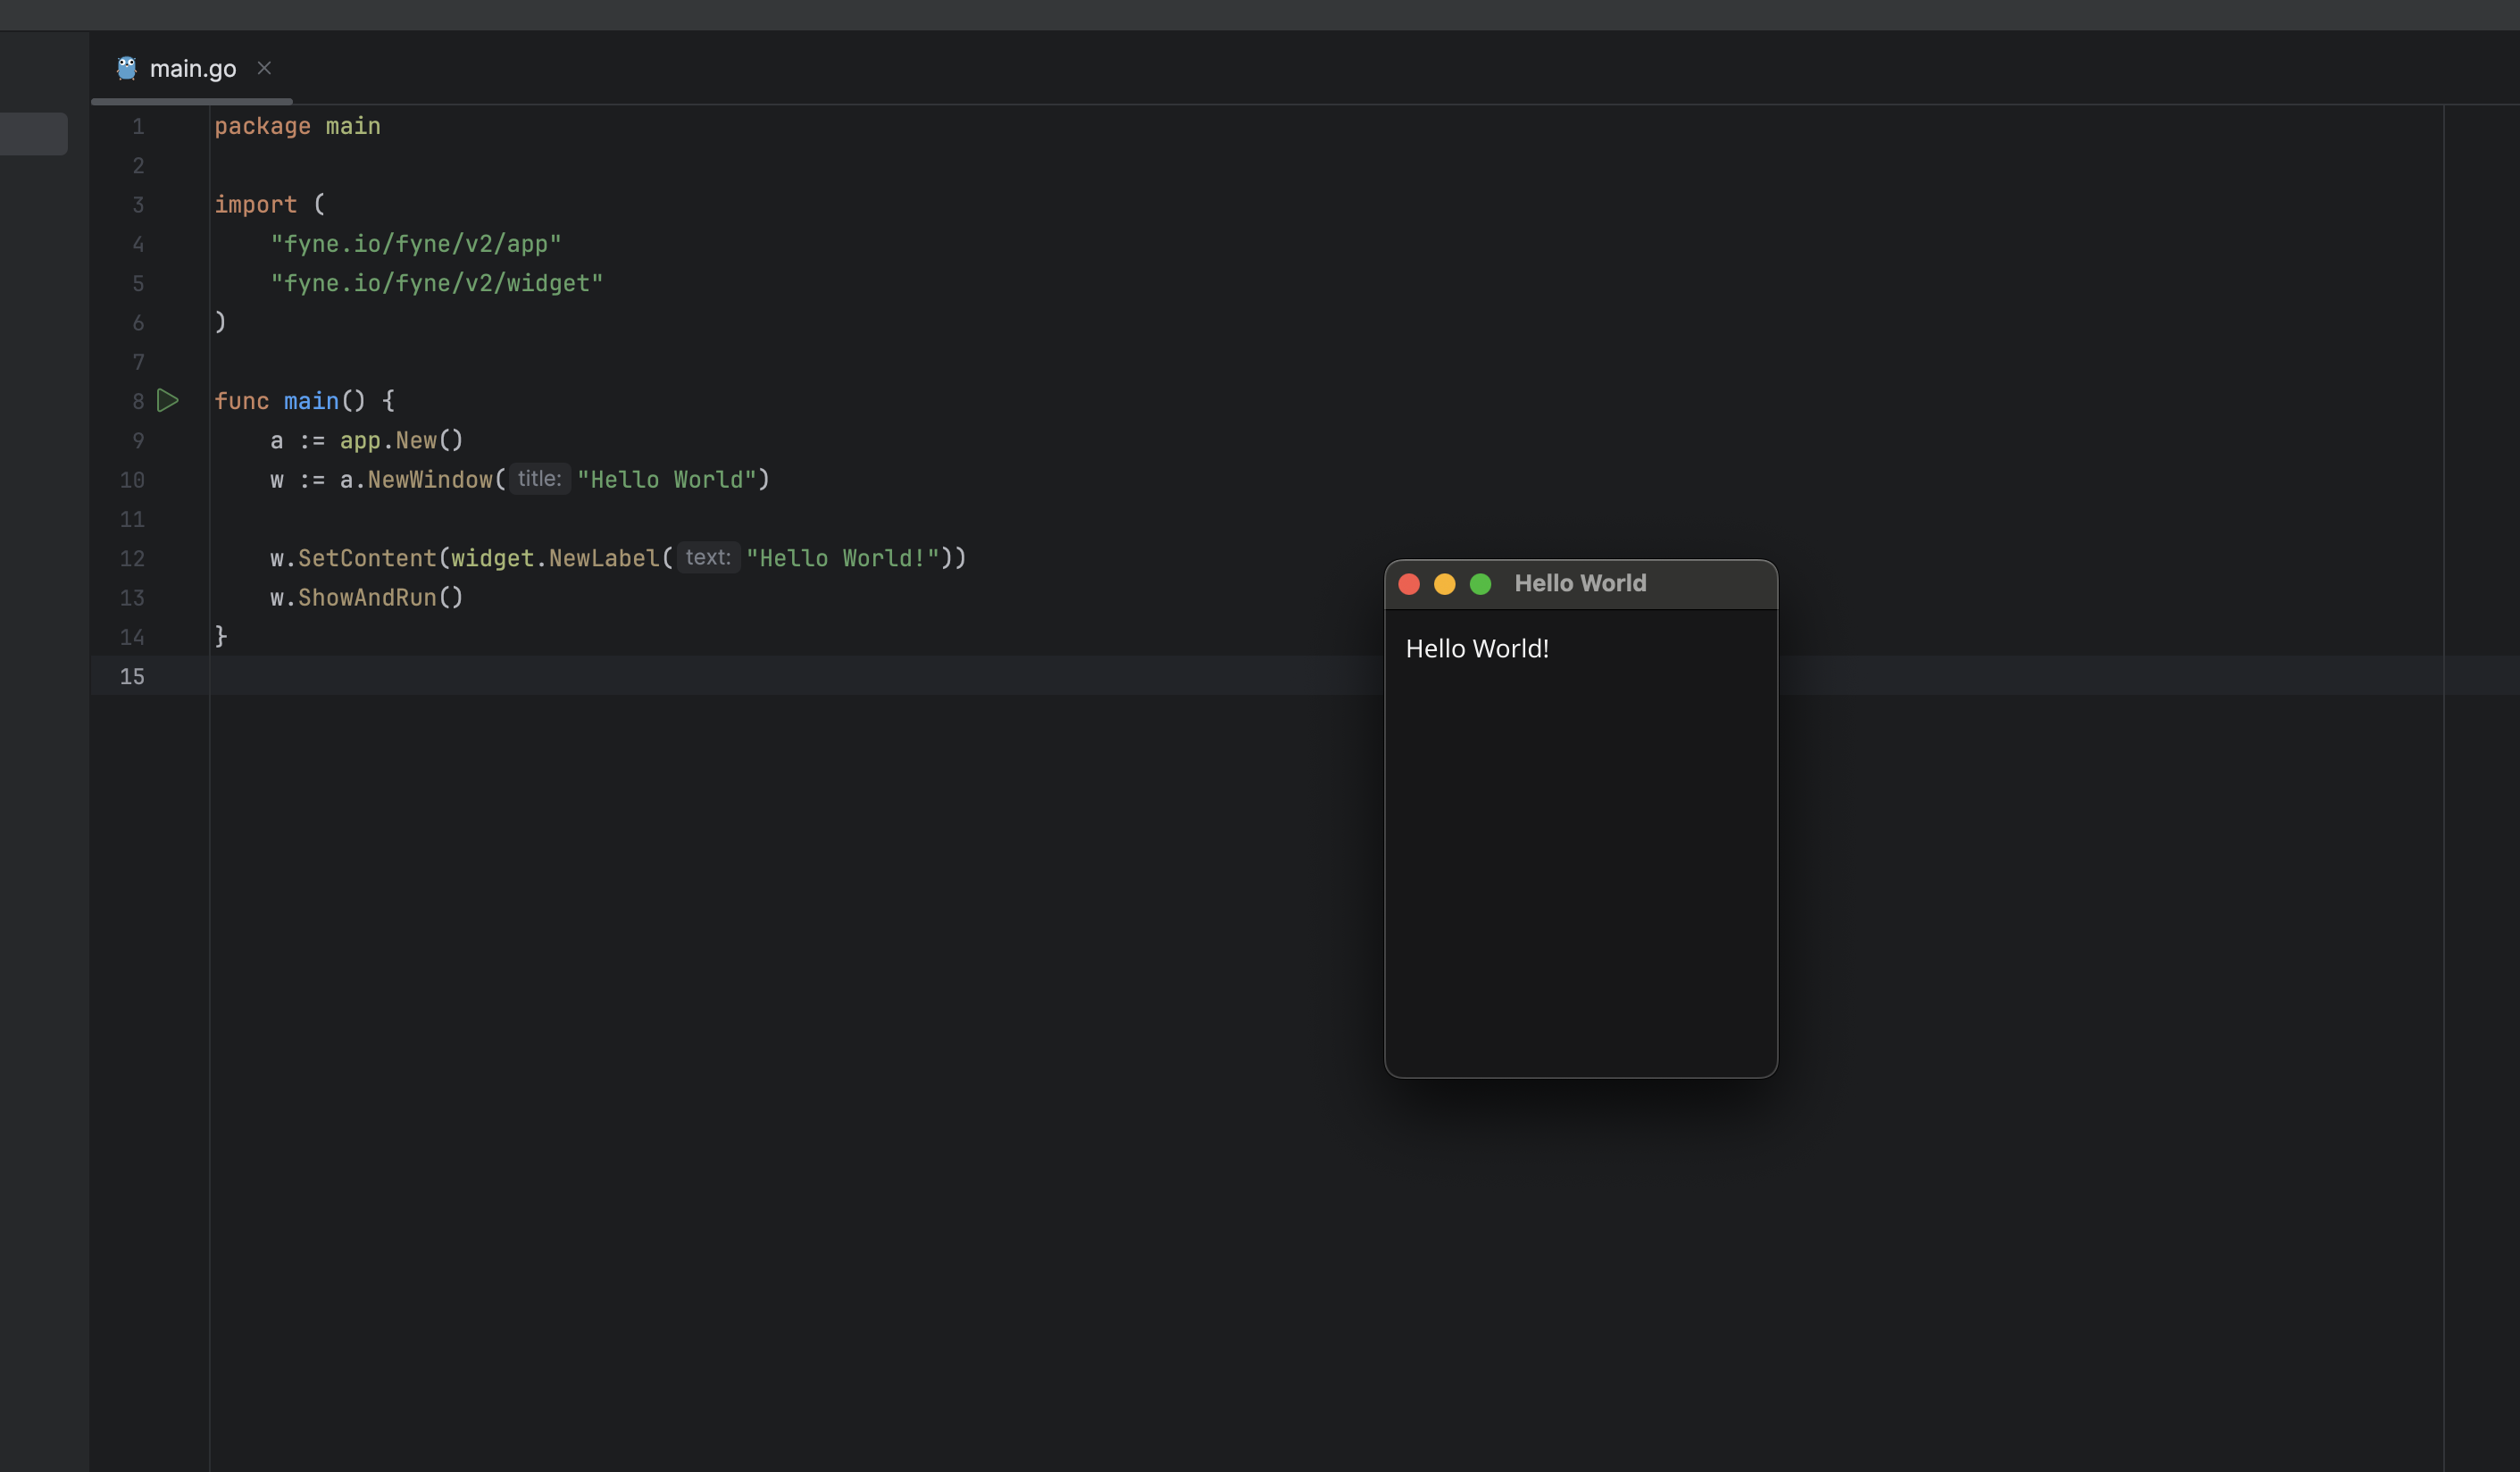 main.go
1 package main
2
3 import (
4 "fyne.io/fyne/v2/app"
5 "fyne.io/fyne/v2/widget"
6 )
7
8 func main() {
9 a := app.New()
10 w := a.NewWindow( title: "Hello World")
11
12 w.SetContent(widget.NewLabel( text: "Hello World!"))
13 w.ShowAndRun()
14 }
15
Hello World
Hello World!